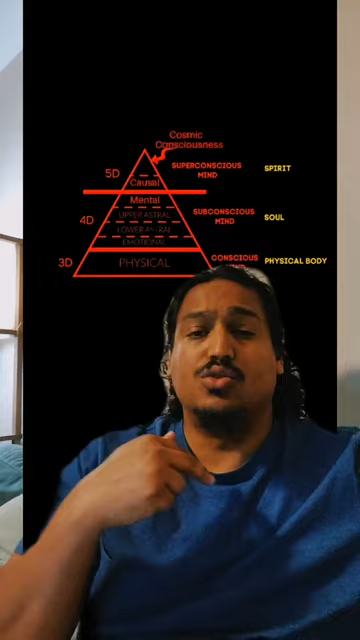 Cosmic
Consciousness
5D
SUPERCONSCIOUS
MIND
SPIRIT
Causal
Mental
4D
UPPER ASTRAL
SUBCONSCIOUS
MIND
SOUL
LOWER ASTRAL
EMOTIONAL
3D
PHYSICAL
CONSCIOUS
PHYSICAL BODY